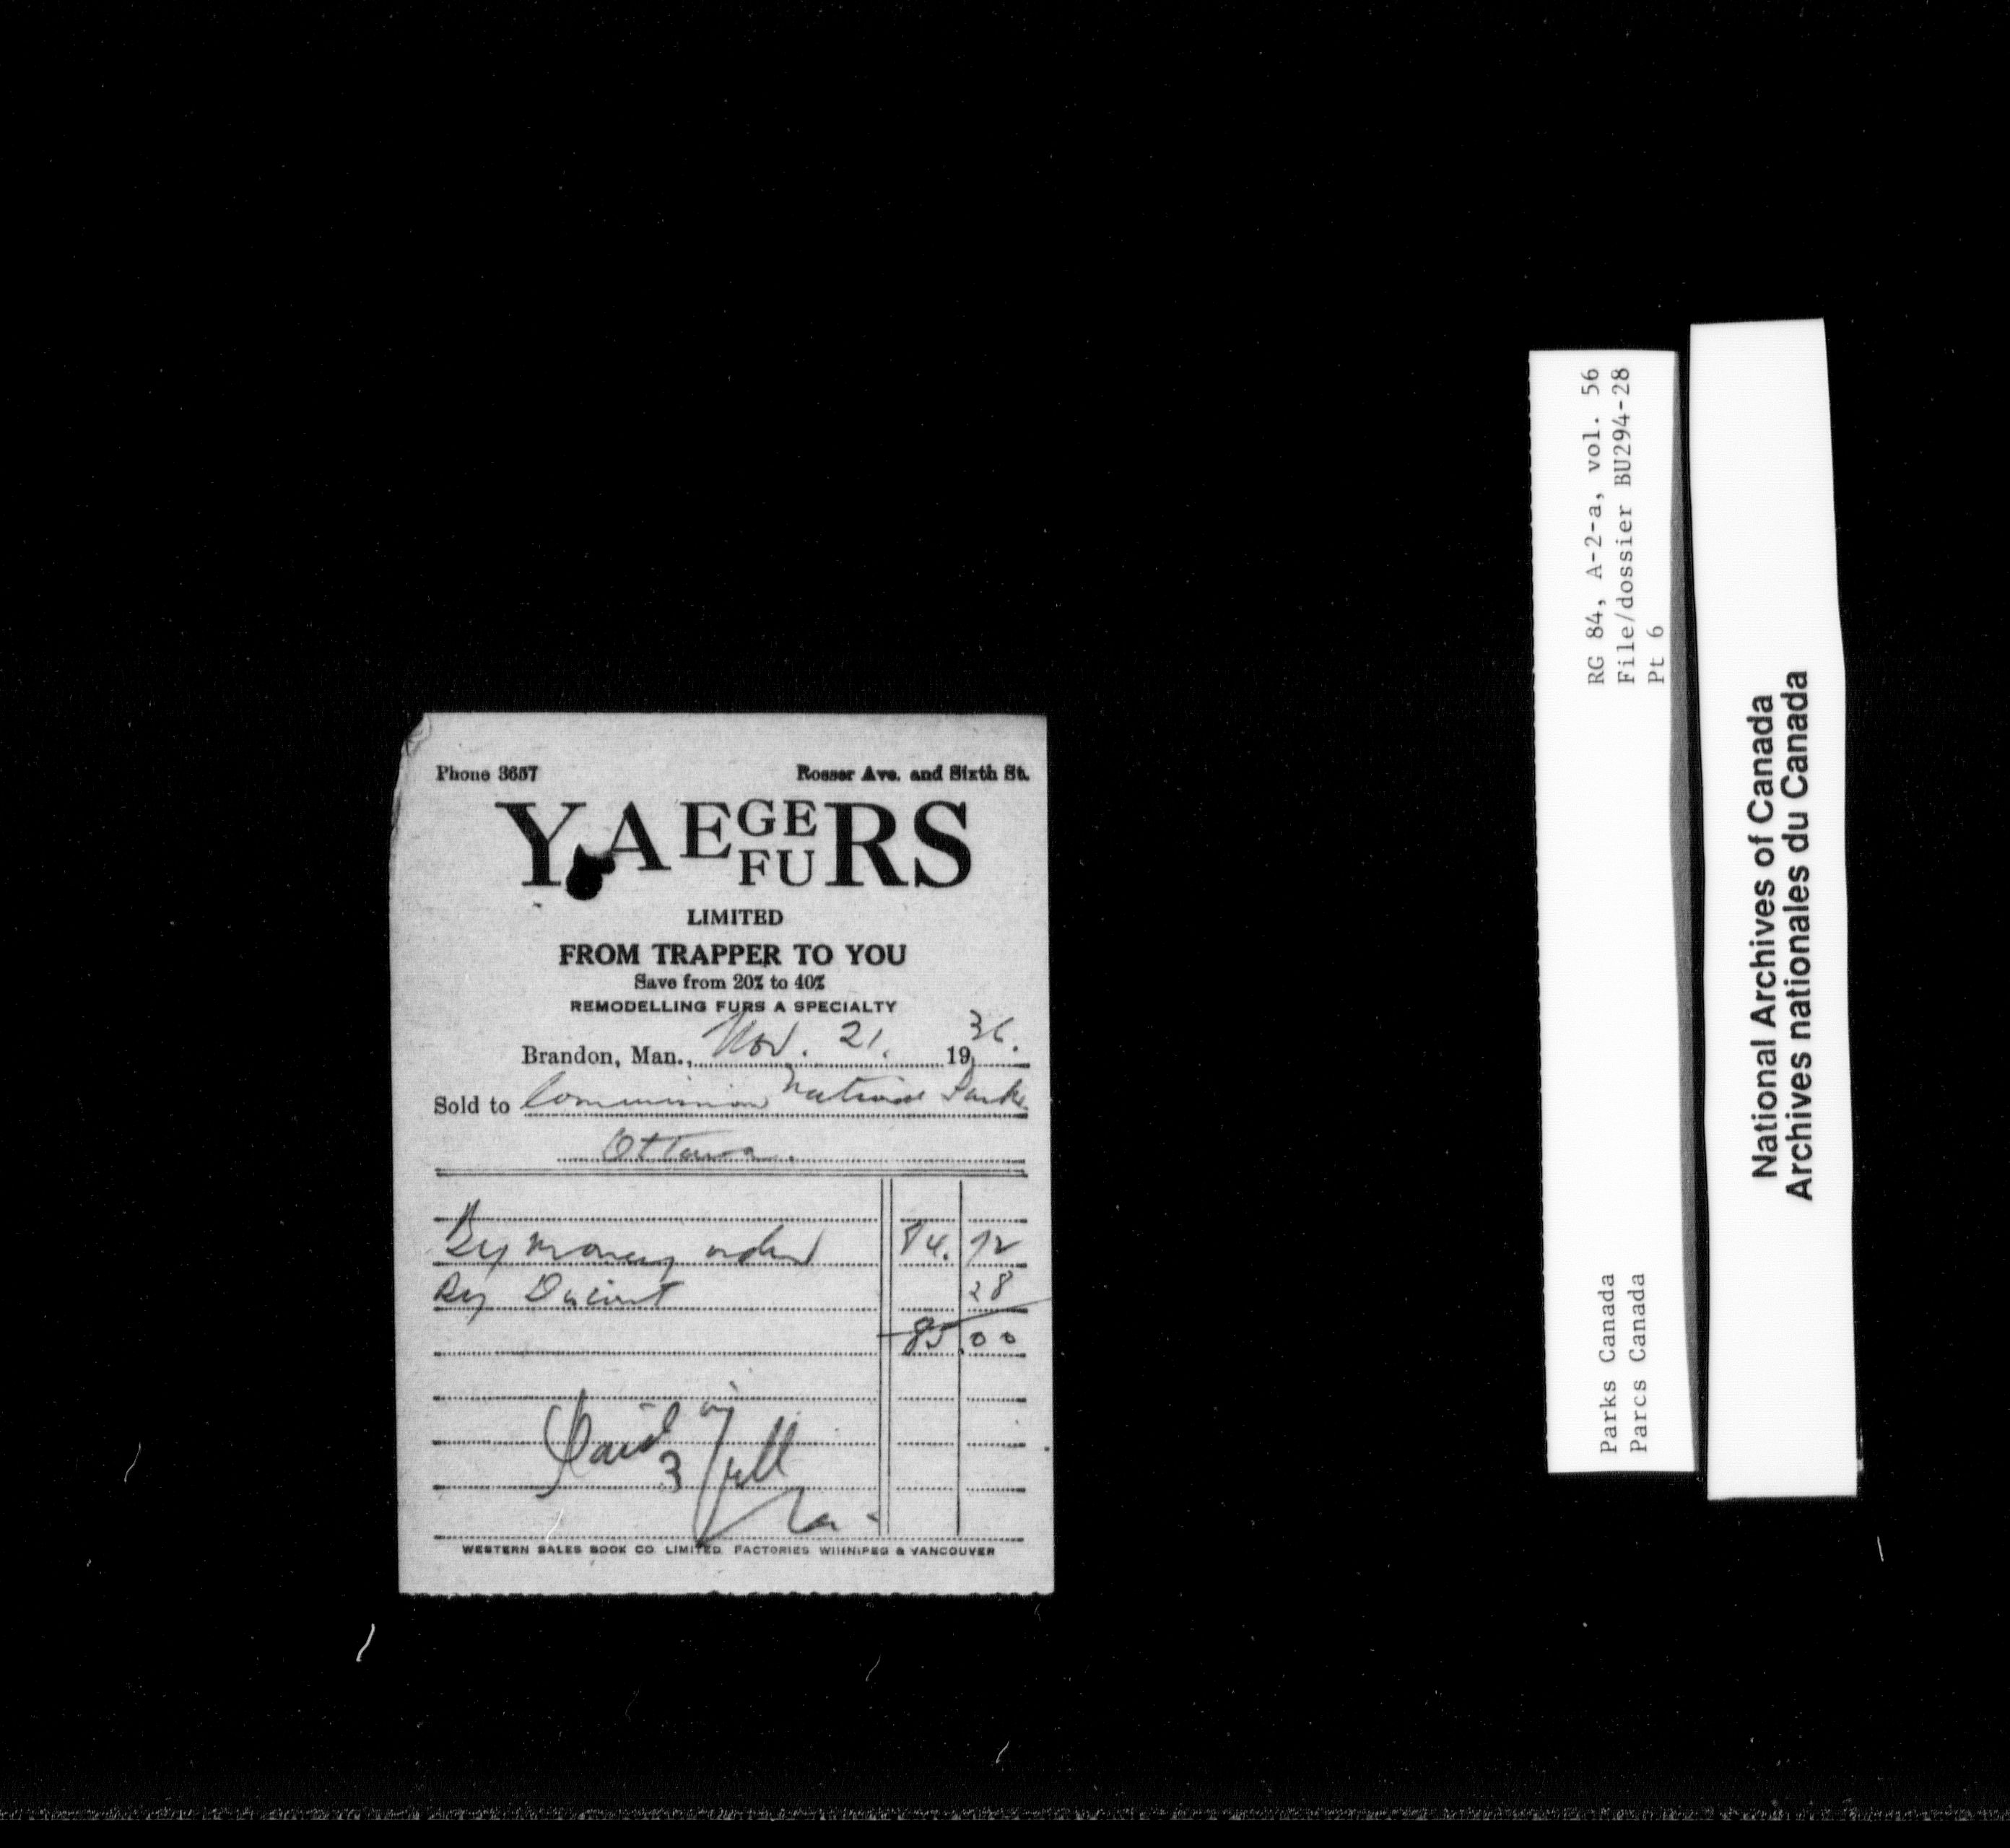 Phone 3657 Rosser Ave. and Sixth St.
YAEGERS
FURS
LIMITED
FROM TRAPPER TO YOU
Save from 20% to 40%
REMODELLING FURS A SPECIALTY
Brandon, Man., Nov. 21. 1936.
Sold to Commission National Parks
Ottawa.
By money order 84.72
By Discount 28
85.00
Paid in full
WESTERN SALES BOOK CO. LIMITED. FACTORIES WINNIPEG & VANCOUVER
RG 84, A-2-a, vol. 56
File/dossier BU294-28
Pt 6
Parks Canada
Parcs Canada
National Archives of Canada
Archives nationales du Canada